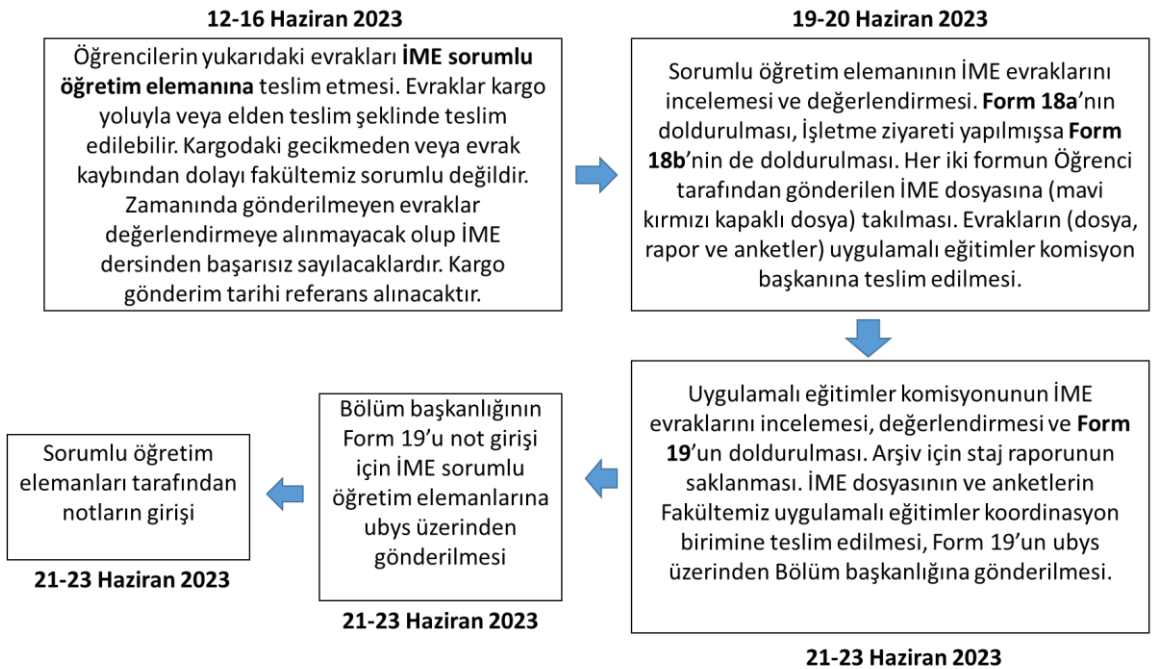 12-16 Haziran 2023
Öğrencilerin yukarıdaki evrakları İME sorumlu
öğretim elemanına teslim etmesi. Evraklar kargo
yoluyla veya elden teslim şeklinde teslim
edilebilir. Kargodaki gecikmeden veya evrak
kaybından dolayı fakültemiz sorumlu değildir.
Zamanında gönderilmeyen evraklar
değerlendirmeye alınmayacak olup İME
dersinden başarısız sayılacaklardır. Kargo
gönderim tarihi referans alınacaktır.
19-20 Haziran 2023
Sorumlu öğretim elemanının İME evraklarını
incelemesi ve değerlendirmesi. Form 18a’nın
doldurulması, İşletme ziyareti yapılmışsa Form
18b’nin de doldurulması. Her iki formun Öğrenci
tarafından gönderilen İME dosyasına (mavi
kırmızı kapaklı dosya) takılması. Evrakların (dosya,
rapor ve anketler) uygulamalı eğitimler komisyon
başkanına teslim edilmesi.
Uygulamalı eğitimler komisyonunun İME
evraklarını incelemesi, değerlendirmesi ve Form
19’un doldurulması. Arşiv için staj raporunun
saklanması. İME dosyasının ve anketlerin
Fakültemiz uygulamalı eğitimler koordinasyon
birimine teslim edilmesi, Form 19’un ubys
üzerinden Bölüm başkanlığına gönderilmesi.
21-23 Haziran 2023
Bölüm başkanlığının
Form 19’u not girişi
için İME sorumlu
öğretim elemanlarına
ubys üzerinden
gönderilmesi
21-23 Haziran 2023
Sorumlu öğretim
elemanları tarafından
notların girişi
21-23 Haziran 2023